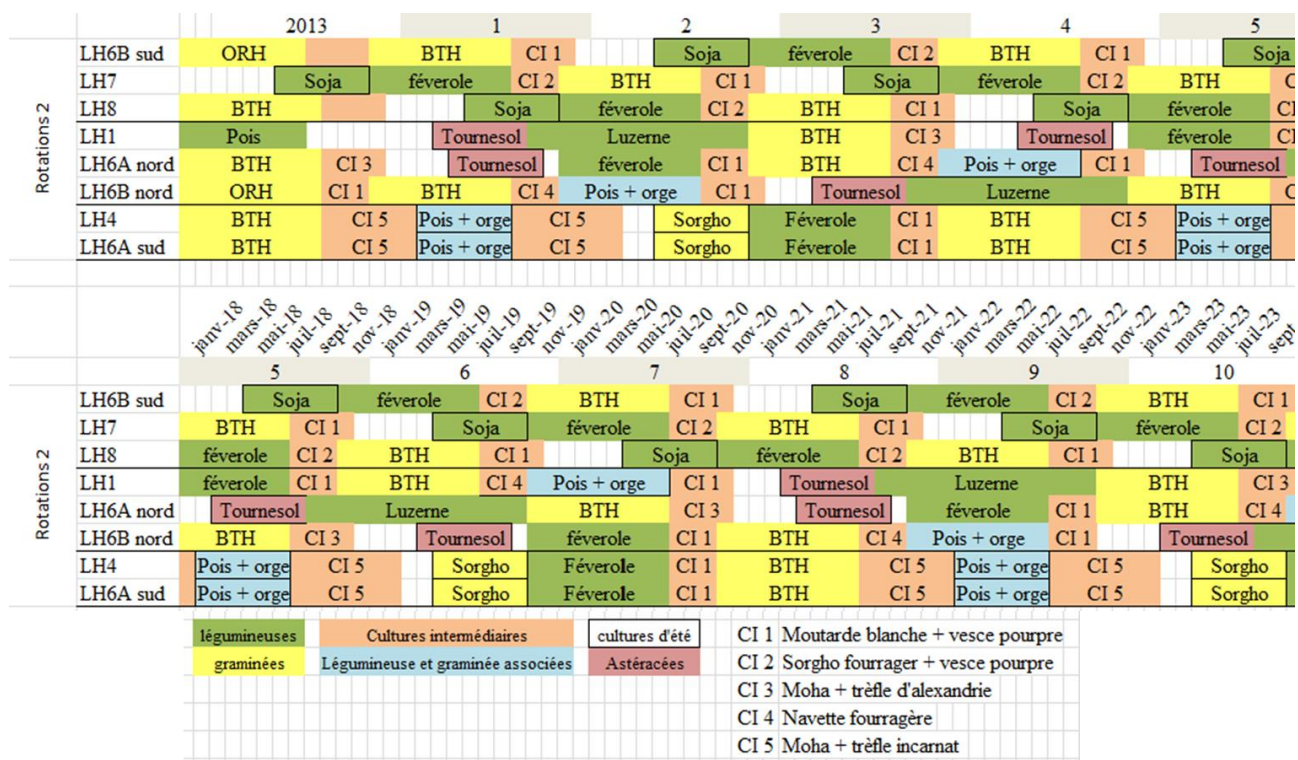 2013 1 2 3 4 5
Rotations 2
LH6B sud ORH BTH CI 1 Soja féverole CI 2 BTH CI 1 Soja
LH7 Soja féverole CI 2 BTH CI 1 Soja féverole CI 2 BTH C
LH8 BTH Soja féverole CI 2 BTH CI 1 Soja féverole CI
LH1 Pois Tournesol Luzerne BTH CI 3 Tournesol féverole CI
LH6A nord BTH CI 3 Tournesol féverole CI 1 BTH CI 4 Pois + orge CI 1 Tournesol
LH6B nord ORH CI 1 BTH CI 4 Pois + orge CI 1 Tournesol Luzerne BTH C
LH4 BTH CI 5 Pois + orge CI 5 Sorgho Féverole CI 1 BTH CI 5 Pois + orge
LH6A sud BTH CI 5 Pois + orge CI 5 Sorgho Féverole CI 1 BTH CI 5 Pois + orge
janv-18 mars-18 mai-18 juil-18 sept-18 nov-18 janv-19 mars-19 mai-19 juil-19 sept-19 nov-19 janv-20 mars-20 mai-20 juil-20 sept-20 nov-20 janv-21 mars-21 mai-21 juil-21 sept-21 nov-21 janv-22 mars-22 mai-22 juil-22 sept-22 nov-22 janv-23 mars-23 mai-23 juil-23 sept
5 6 7 8 9 10
Rotations 2
LH6B sud Soja féverole CI 2 BTH CI 1 Soja féverole CI 2 BTH CI 1
LH7 BTH CI 1 Soja féverole CI 2 BTH CI 1 Soja féverole CI 2
LH8 féverole CI 2 BTH CI 1 Soja féverole CI 2 BTH CI 1 Soja
LH1 féverole CI 1 BTH CI 4 Pois + orge CI 1 Tournesol Luzerne BTH CI 3
LH6A nord Tournesol Luzerne BTH CI 3 Tournesol féverole CI 1 BTH CI 4
LH6B nord BTH CI 3 Tournesol féverole CI 1 BTH CI 4 Pois + orge CI 1 Tournesol
LH4 Pois + orge CI 5 Sorgho Féverole CI 1 BTH CI 5 Pois + orge CI 5 Sorgho
LH6A sud Pois + orge CI 5 Sorgho Féverole CI 1 BTH CI 5 Pois + orge CI 5 Sorgho
légumineuses Cultures intermédiaires cultures d'été CI 1 Moutarde blanche + vesce pourpre
graminées Légumineuse et graminée associées Astéracées CI 2 Sorgho fourrager + vesce pourpre
CI 3 Moha + trèfle d'alexandrie
CI 4 Navette fourragère
CI 5 Moha + trèfle incarnat